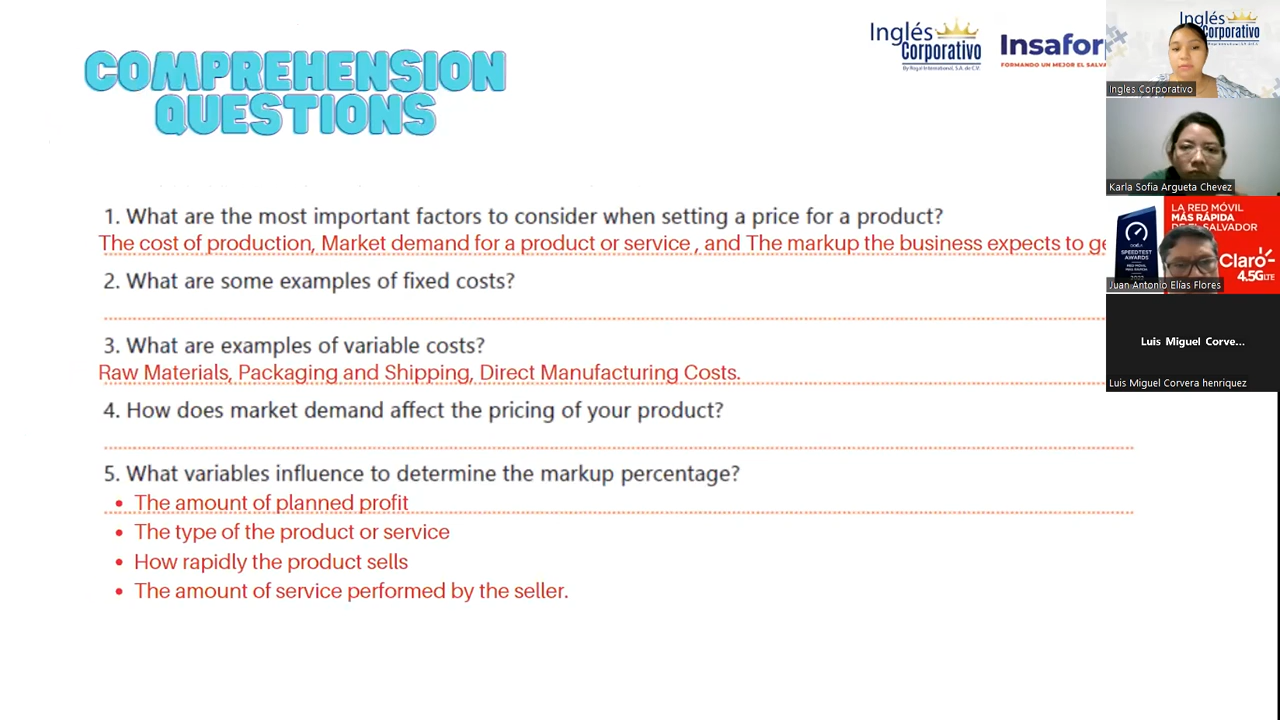 Inglés
Corporativo
By Regal International, S.A. de C.V.
Insafor
FORMANDO UN MEJOR EL SALVA
COMPREHENSION
QUESTIONS
1. What are the most important factors to consider when setting a price for a product?
The cost of production, Market demand for a product or service , and The markup the business expects to ge
2. What are some examples of fixed costs?
3. What are examples of variable costs?
Raw Materials, Packaging and Shipping, Direct Manufacturing Costs.
4. How does market demand affect the pricing of your product?
5. What variables influence to determine the markup percentage?
• The amount of planned profit
• The type of the product or service
• How rapidly the product sells
• The amount of service performed by the seller.
Inglés
Corporativo
Ingles Corporativo
Karla Sofia Argueta Chevez
LA RED MÓVIL
MÁS RÁPIDA
DE EL SALVADOR
SPEEDTEST
AWARDS
Claro
4.5G LTE
Juan Antonio Elías Flores
Luis Miguel Corve...
Luis Miguel Corvera henriquez